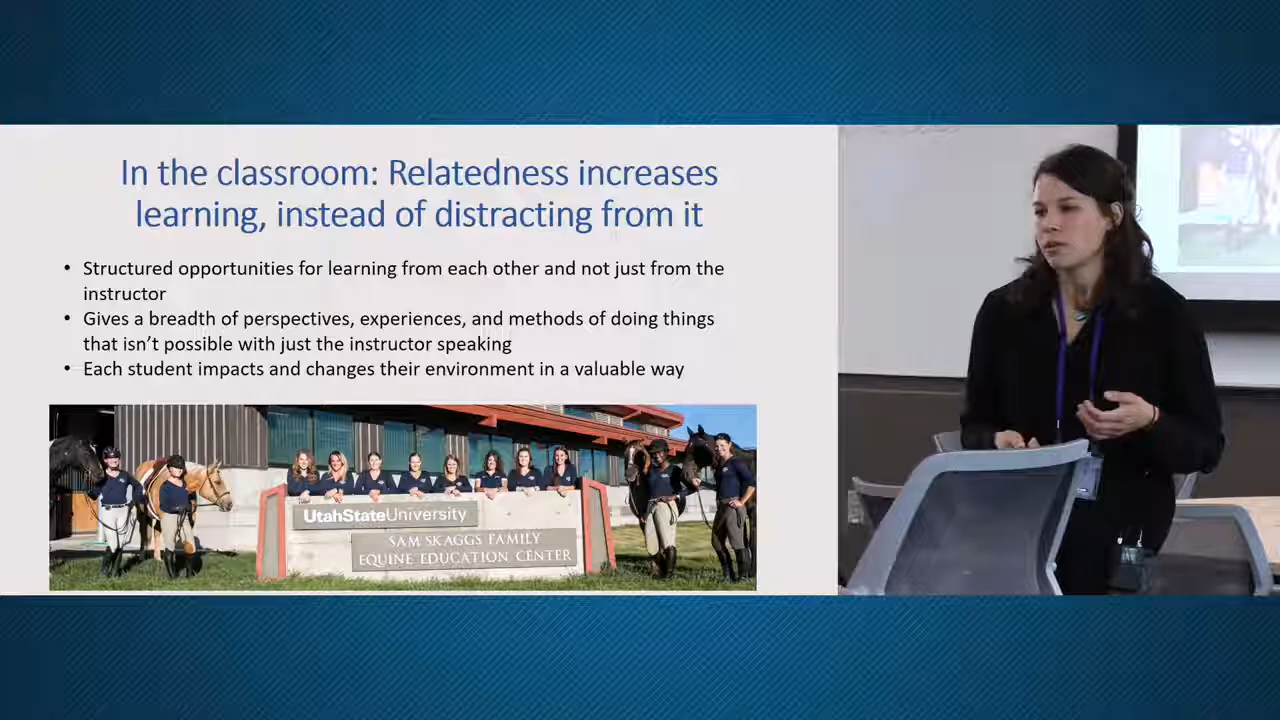 In the classroom: Relatedness increases
learning, instead of distracting from it
• Structured opportunities for learning from each other and not just from the
instructor
• Gives a breadth of perspectives, experiences, and methods of doing things
that isn't possible with just the instructor speaking
• Each student impacts and changes their environment in a valuable way
UtahStateUniversity
SAM SKAGGS FAMILY
EQUINE EDUCATION CENTER